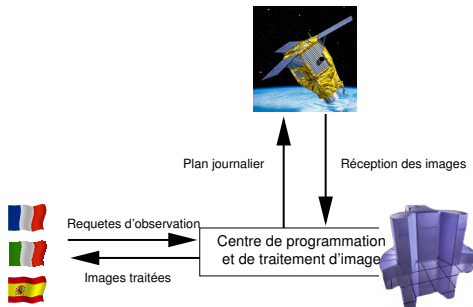 Plan journalier
Réception des images
Requetes d'observation
Centre de programmation
et de traitement d'image
Images traitées